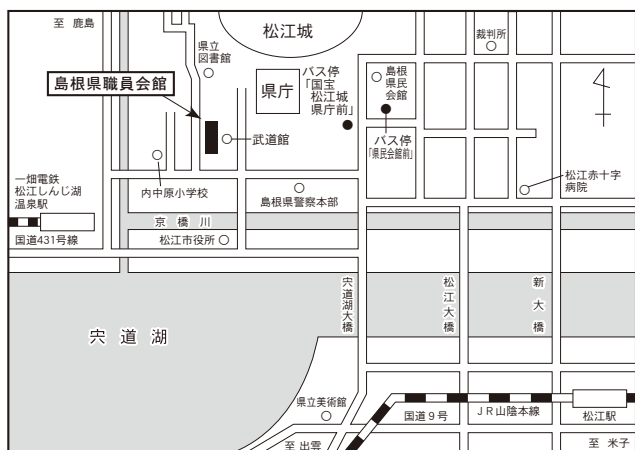 至 鹿島
松江城
裁判所
県立
図書館
島根県職員会館
県庁
バス停
「国宝
松江城
県庁前」
島根
県民
会館
武道館
バス停
「県民会館前」
一畑電鉄
松江しんじ湖
温泉駅
内中原小学校
島根県警察本部
松江赤十字
病院
京橋川
国道431号線
松江市役所
宍道湖
宍道湖大橋
松江大橋
新大橋
県立美術館
国道9号
JR山陰本線
松江駅
至 出雲
至 米子